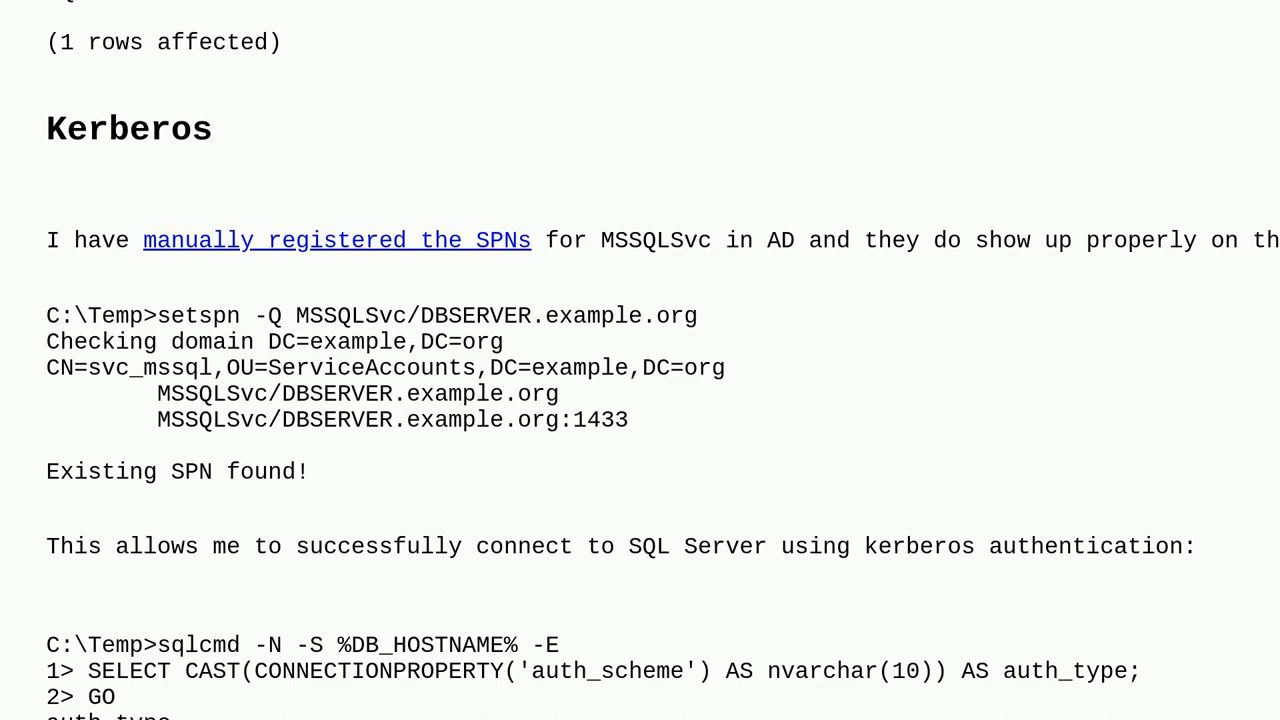 (1 rows affected)
Kerberos
I have manually registered the SPNs for MSSQLSvc in AD and they do show up properly on th
C:\Temp>setspn -Q MSSQLSvc/DBSERVER.example.org
Checking domain DC=example,DC=org
CN=svc_mssql,OU=ServiceAccounts,DC=example,DC=org
        MSSQLSvc/DBSERVER.example.org
        MSSQLSvc/DBSERVER.example.org:1433
Existing SPN found!
This allows me to successfully connect to SQL Server using kerberos authentication:
C:\Temp>sqlcmd -N -S %DB_HOSTNAME% -E
1> SELECT CAST(CONNECTIONPROPERTY('auth_scheme') AS nvarchar(10)) AS auth_type;
2> GO